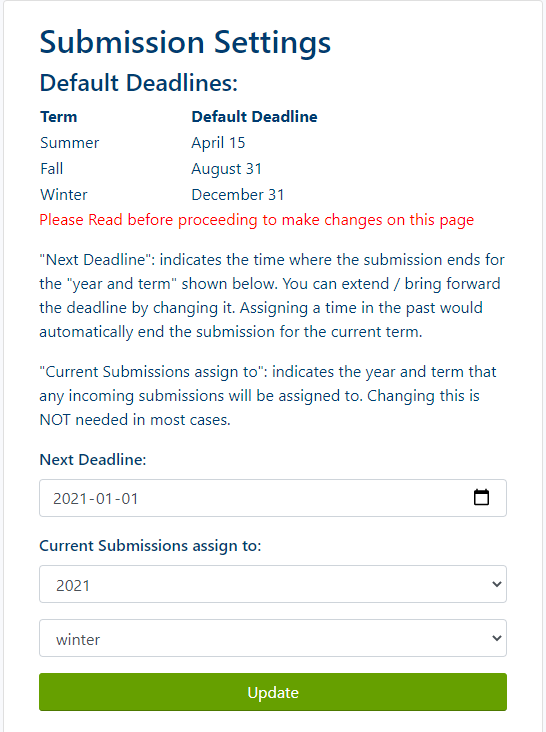 Submission Settings
Default Deadlines:
Term Default Deadline
Summer April 15
Fall August 31
Winter December 31
Please Read before proceeding to make changes on this page
"Next Deadline": indicates the time where the submission ends for
the "year and term" shown below. You can extend / bring forward
the deadline by changing it. Assigning a time in the past would
automatically end the submission for the current term.
"Current Submissions assign to": indicates the year and term that
any incoming submissions will be assigned to. Changing this is
NOT needed in most cases.
Next Deadline:
2021-01-01
Current Submissions assign to:
2021
winter
Update